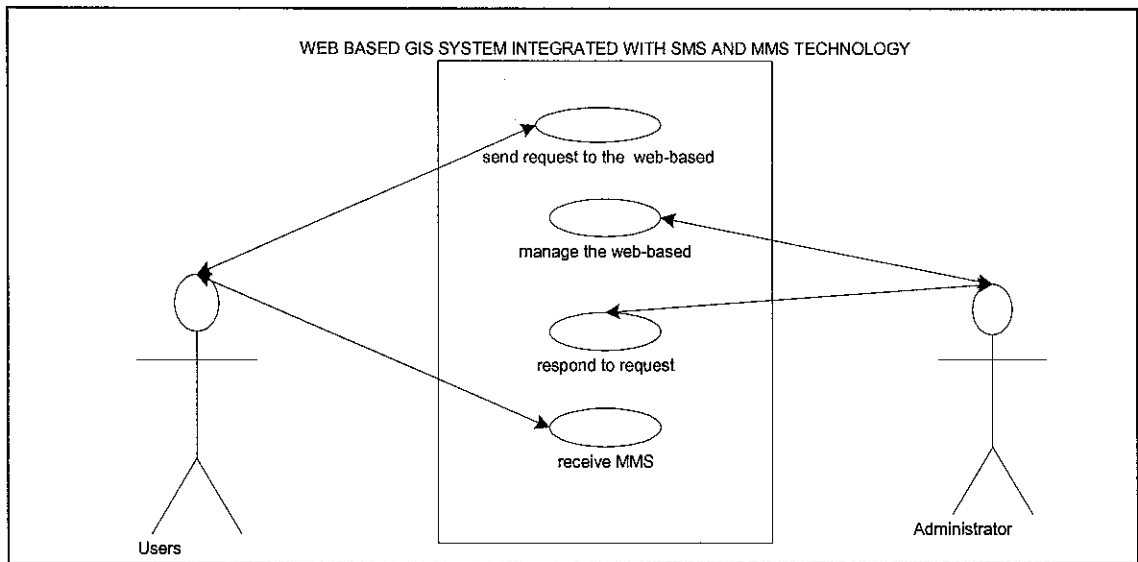 WEB BASED GIS SYSTEM INTEGRATED WITH SMS AND MMS TECHNOLOGY
send request to the web-based
manage the web-based
respond to request
receive MMS
Users
Administrator